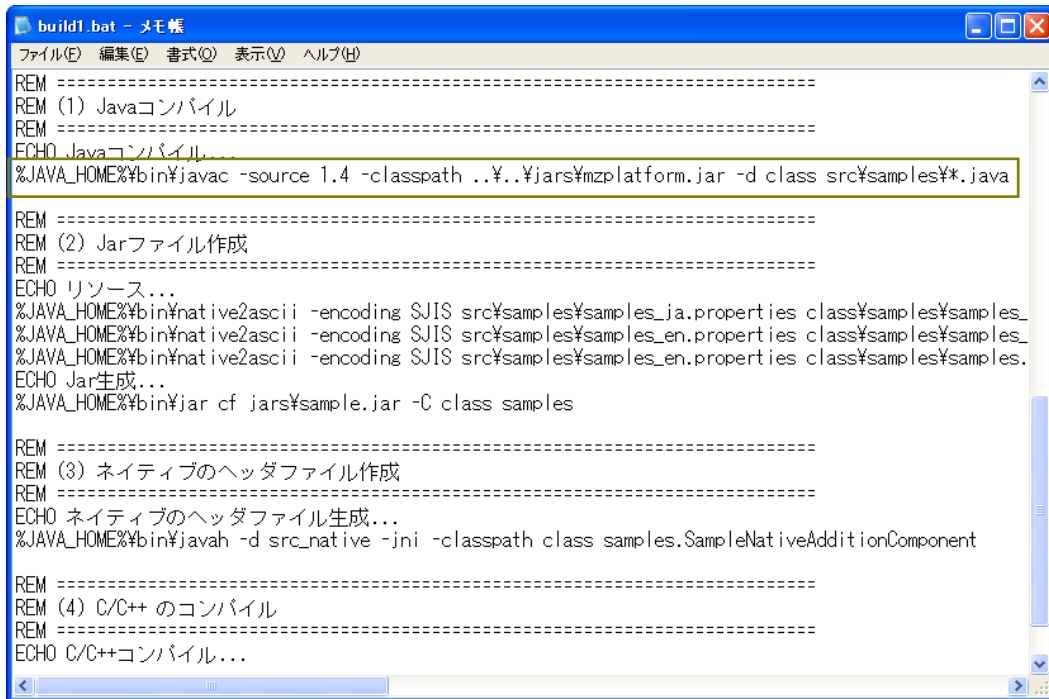 build1.bat - メモ帳
ファイル(F) 編集(E) 書式(O) 表示(V) ヘルプ(H)
REM ===========================================================================
REM (1) Javaコンパイル
REM ===========================================================================
ECHO Javaコンパイル...
%JAVA_HOME%¥bin¥javac -source 1.4 -classpath ..¥..¥jars¥mzplatform.jar -d class src¥samples¥*.java
REM ===========================================================================
REM (2) Jarファイル作成
REM ===========================================================================
ECHO リソース...
%JAVA_HOME%¥bin¥native2ascii -encoding SJIS src¥samples¥samples_ja.properties class¥samples¥samples_
%JAVA_HOME%¥bin¥native2ascii -encoding SJIS src¥samples¥samples_en.properties class¥samples¥samples_
%JAVA_HOME%¥bin¥native2ascii -encoding SJIS src¥samples¥samples_en.properties class¥samples¥samples.
ECHO Jar生成...
%JAVA_HOME%¥bin¥jar cf jars¥sample.jar -C class samples
REM ===========================================================================
REM (3) ネイティブのヘッダファイル作成
REM ===========================================================================
ECHO ネイティブのヘッダファイル生成...
%JAVA_HOME%¥bin¥javah -d src_native -jni -classpath class samples.SampleNativeAdditionComponent
REM ===========================================================================
REM (4) C/C++ のコンパイル
REM ===========================================================================
ECHO C/C++コンパイル...